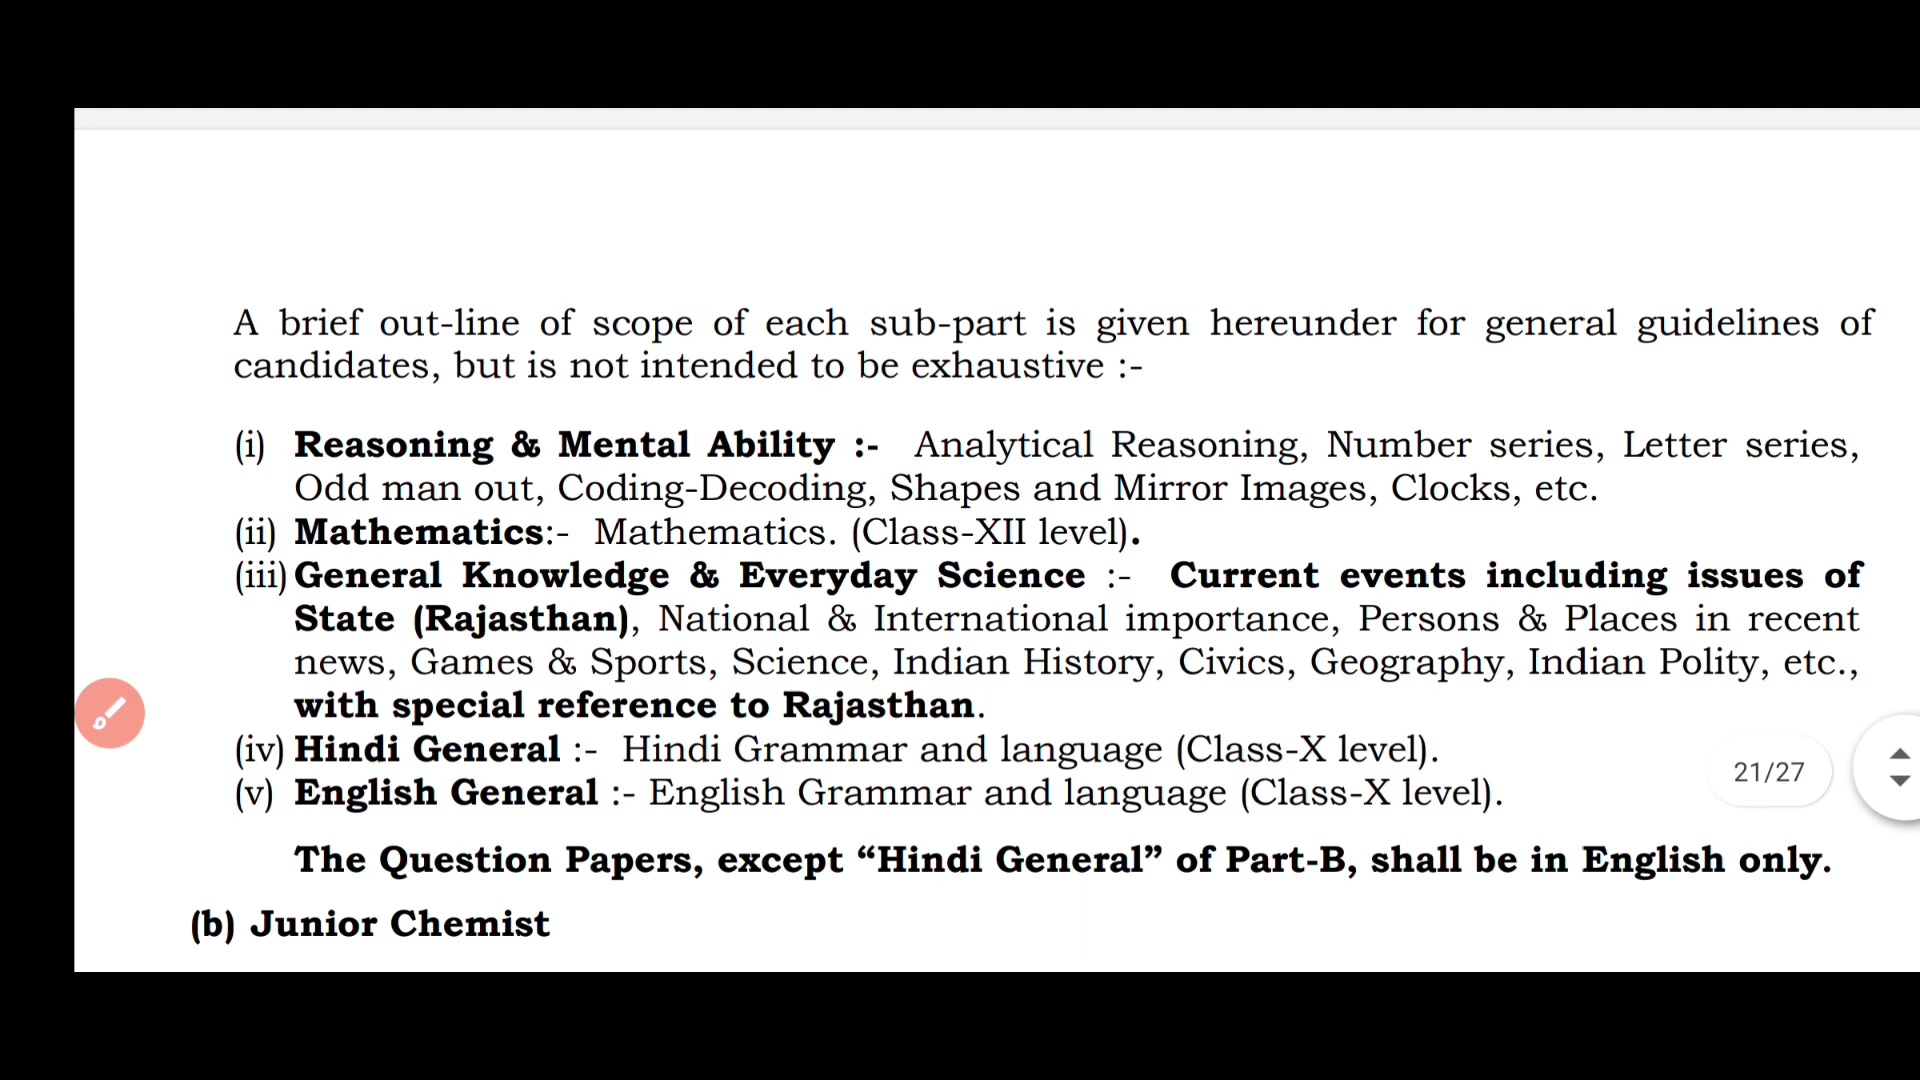 A brief out-line of scope of each sub-part is given hereunder for general guidelines of
candidates, but is not intended to be exhaustive :-
(i) Reasoning & Mental Ability :- Analytical Reasoning, Number series, Letter series,
Odd man out, Coding-Decoding, Shapes and Mirror Images, Clocks, etc.
(ii) Mathematics:- Mathematics. (Class-XII level).
(iii) General Knowledge & Everyday Science :- Current events including issues of
State (Rajasthan), National & International importance, Persons & Places in recent
news, Games & Sports, Science, Indian History, Civics, Geography, Indian Polity, etc.,
with special reference to Rajasthan.
(iv) Hindi General :- Hindi Grammar and language (Class-X level).
(v) English General :- English Grammar and language (Class-X level).
21/27
The Question Papers, except “Hindi General” of Part-B, shall be in English only.
(b) Junior Chemist